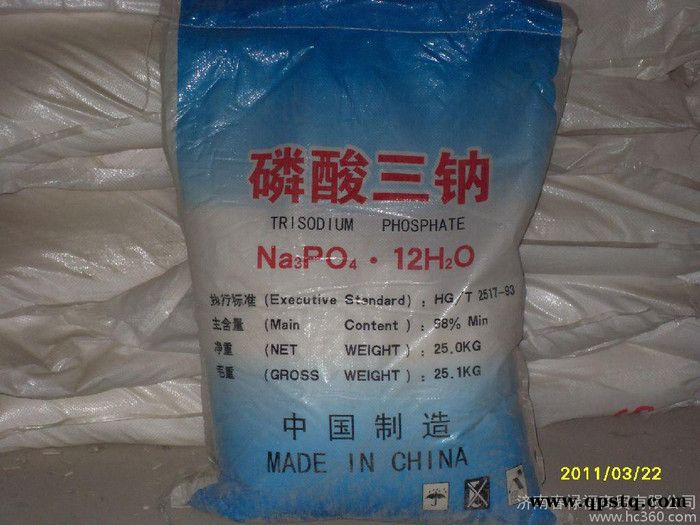 磷酸三钠
TRISODIUM PHOSPHATE
Na3PO4 · 12H2O
执行标准 (Executive Standard) : HG/T 2517-93
主含量 (Main Content) : 98% Min
净重 (NET WEIGHT) : 25.0KG
毛重 (GROSS WEIGHT) : 25.1KG
中国制造
MADE IN CHINA
2011/03/22
www.qpstq.com
www.hc360.com